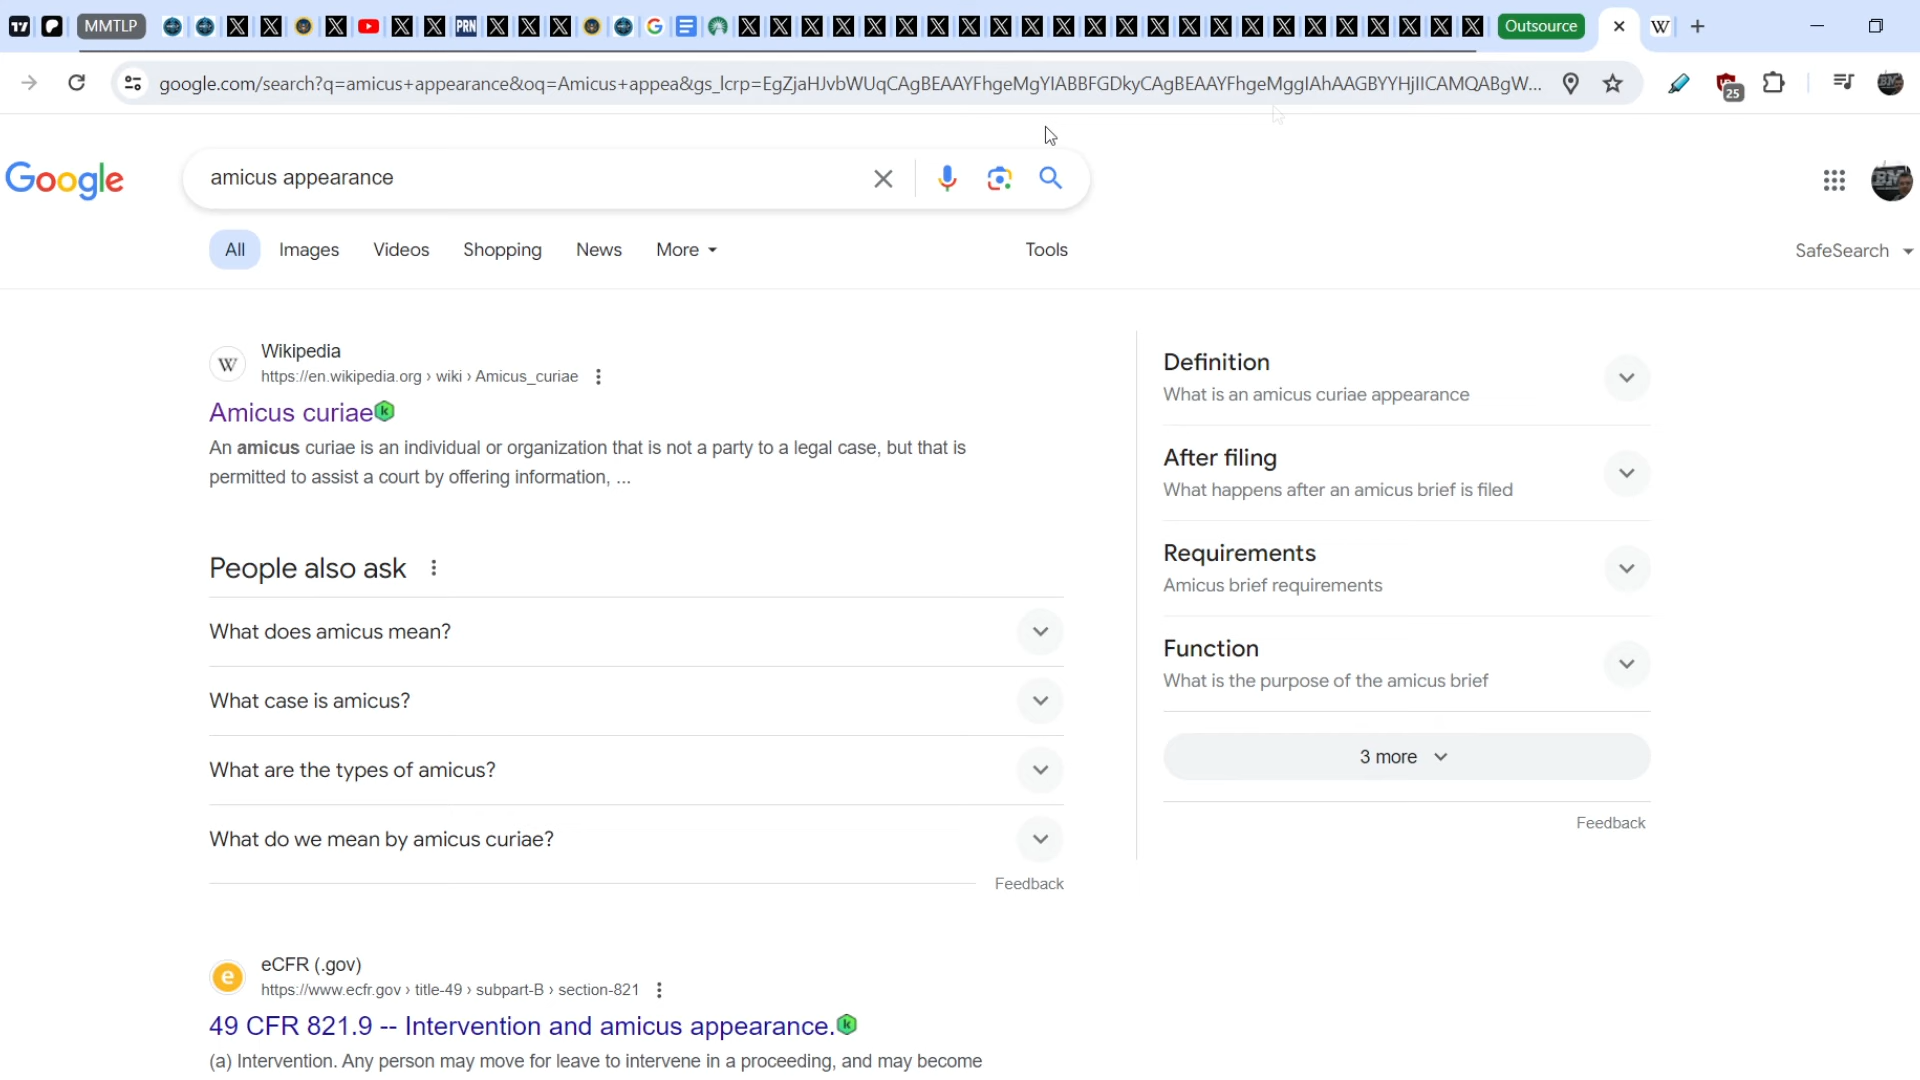 MMTLP
PRN
Outsource
google.com/search?q=amicus+appearance&oq=Amicus+appea&gs_lcrp=EgZjaHJvbWUqCAgBEAAYFhgeMgYIABBFGDkyCAgBEAAYFhgeMggIAhAAGBYYHjIICAMQABgW...
25
Google
amicus appearance
All
Images
Videos
Shopping
News
More
Tools
SafeSearch
W
Wikipedia
https://en.wikipedia.org › wiki › Amicus_curiae
Amicus curiae
An amicus curiae is an individual or organization that is not a party to a legal case, but that is
permitted to assist a court by offering information, ...
People also ask
What does amicus mean?
What case is amicus?
What are the types of amicus?
What do we mean by amicus curiae?
Feedback
e
eCFR (.gov)
https://www.ecfr.gov › title-49 › subpart-B › section-821
49 CFR 821.9 -- Intervention and amicus appearance.
(a) Intervention. Any person may move for leave to intervene in a proceeding, and may become
Definition
What is an amicus curiae appearance
After filing
What happens after an amicus brief is filed
Requirements
Amicus brief requirements
Function
What is the purpose of the amicus brief
3 more
Feedback